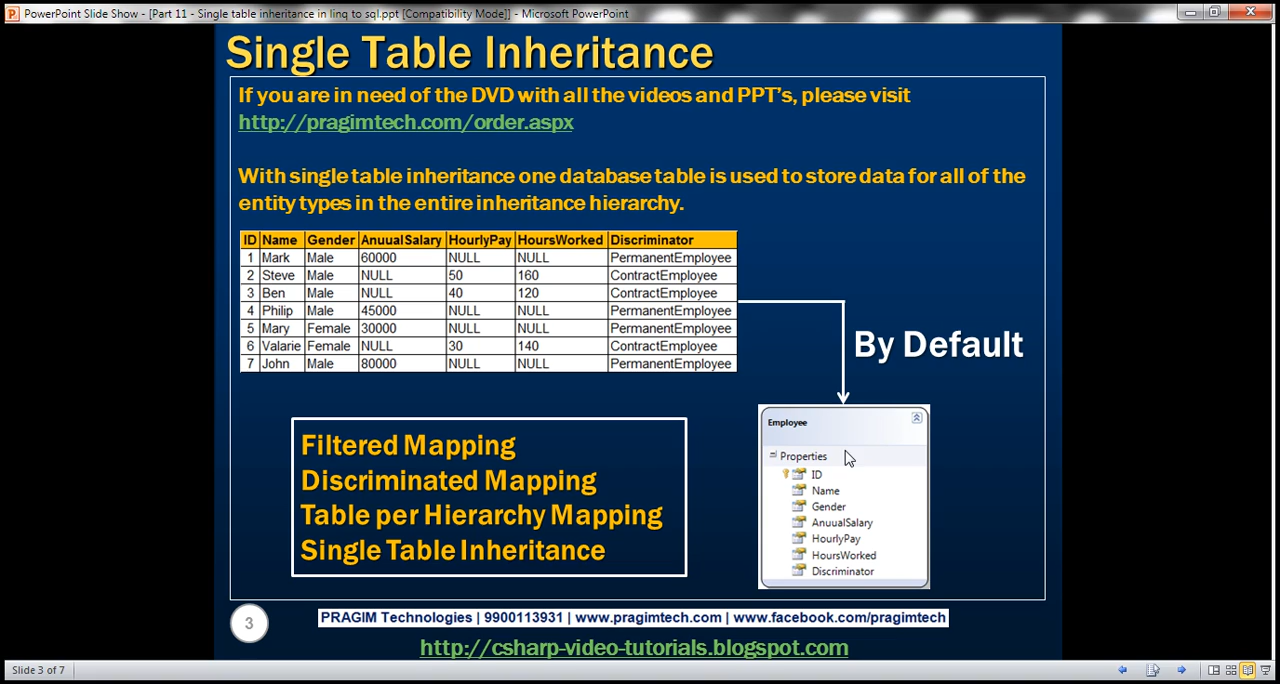 PowerPoint Slide Show - [Part 11 - Single table inheritance in linq to sql.ppt [Compatibility Mode]] - Microsoft PowerPoint
Single Table Inheritance
If you are in need of the DVD with all the videos and PPT's, please visit
http://pragimtech.com/order.aspx
With single table inheritance one database table is used to store data for all of the
entity types in the entire inheritance hierarchy.
ID Name Gender AnuualSalary HourlyPay HoursWorked Discriminator
1 Mark Male 60000 NULL NULL PermanentEmployee
2 Steve Male NULL 50 160 ContractEmployee
3 Ben Male NULL 40 120 ContractEmployee
4 Philip Male 45000 NULL NULL PermanentEmployee
5 Mary Female 30000 NULL NULL PermanentEmployee
6 Valarie Female NULL 30 140 ContractEmployee
7 John Male 80000 NULL NULL PermanentEmployee
By Default
Filtered Mapping
Discriminated Mapping
Table per Hierarchy Mapping
Single Table Inheritance
Employee
Properties
ID
Name
Gender
AnuualSalary
HourlyPay
HoursWorked
Discriminator
3
PRAGIM Technologies | 9900113931 | www.pragimtech.com | www.facebook.com/pragimtech
http://csharp-video-tutorials.blogspot.com
Slide 3 of 7